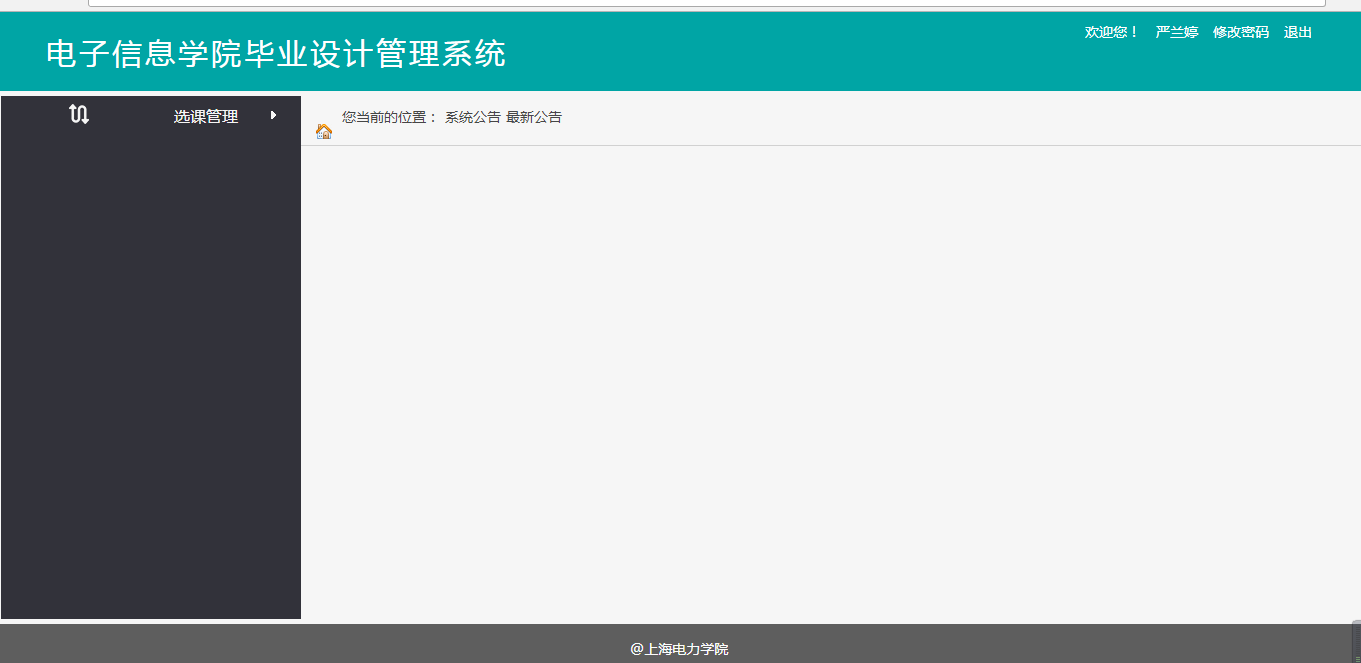 电子信息学院毕业设计管理系统
欢迎您！ 严兰婷 修改密码 退出
选课管理
您当前的位置： 系统公告 最新公告
@上海电力学院